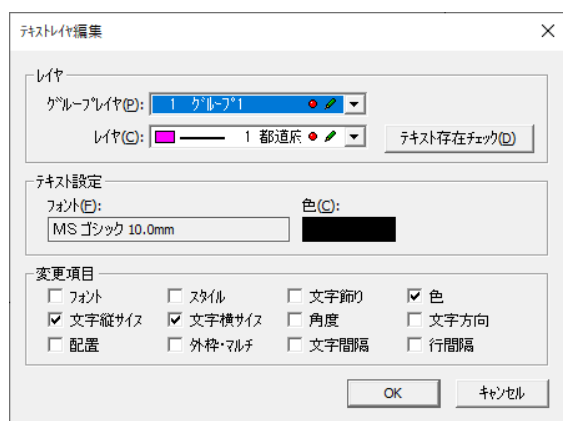 ﾃｷｽﾄﾚｲﾔ編集
ﾚｲﾔ
ｸﾞﾙｰﾌﾟﾚｲﾔ(P): 1 ｸﾞﾙｰﾌﾟ1
ﾚｲﾔ(C): 1 都道府
テキスト存在ﾁｪｯｸ(D)
テキスト設定
ﾌｫﾝﾄ(F): 色(C):
MS ゴシック 10.0mm
変更項目
ﾌｫﾝﾄ ｽﾀｲﾙ 文字飾り 色
文字縦サイズ 文字横サイズ 角度 文字方向
配置 外枠・ﾏﾙﾁ 文字間隔 行間隔
OK ｷｬﾝｾﾙ